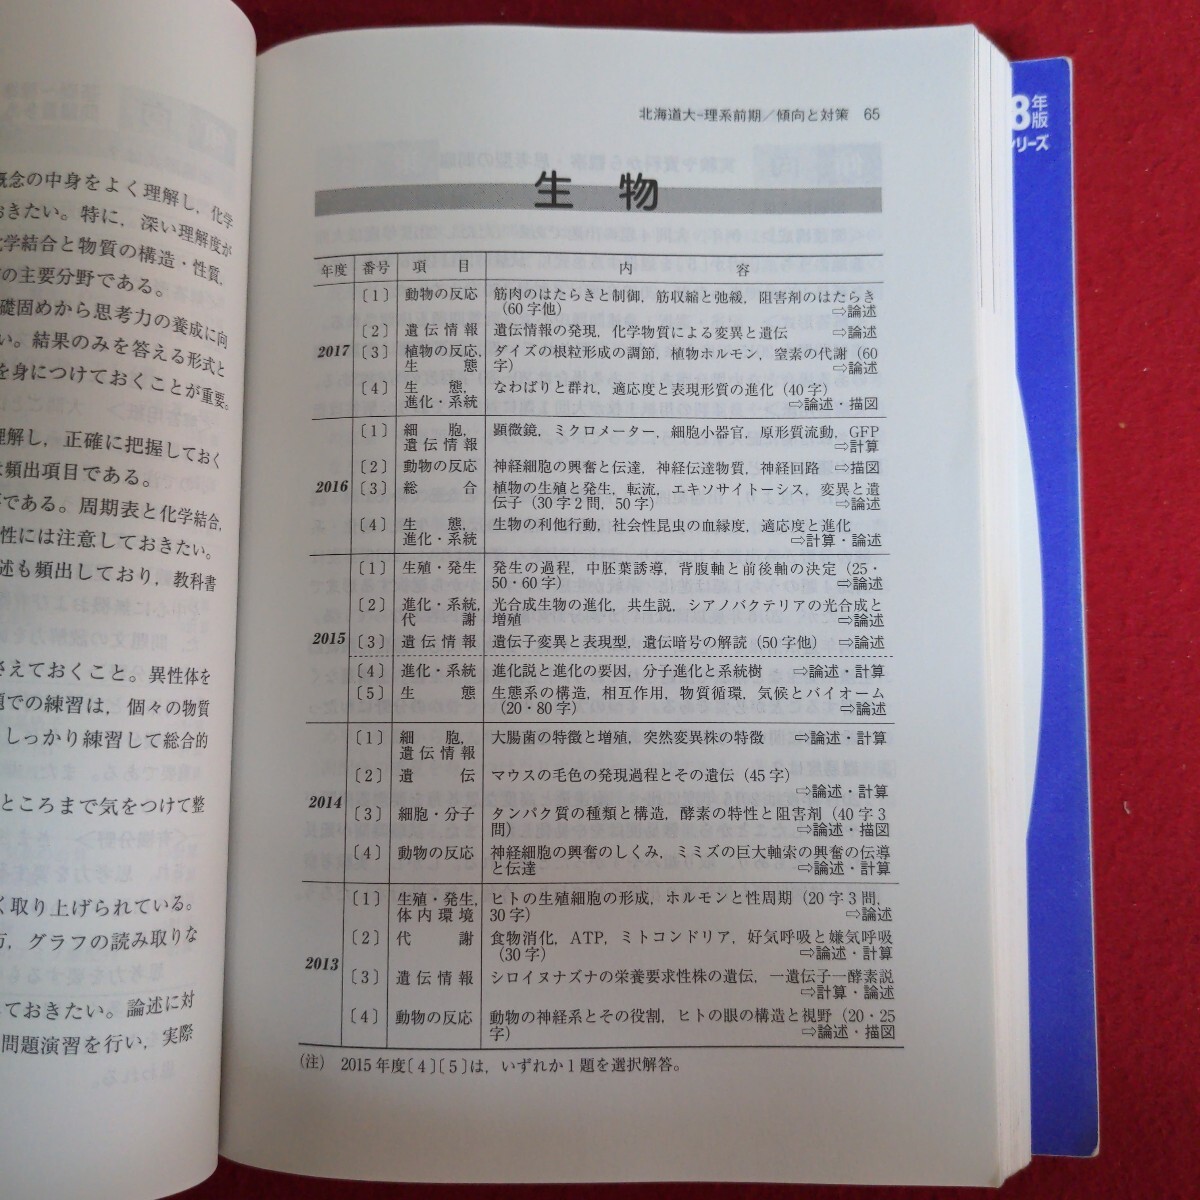 概念の中身をよく理解し，化学
おきたい。特に，深い理解度が
化学結合と物質の構造・性質，
の主要分野である。
礎固めから思考力の養成に向
い。結果のみを答える形式と
を身につけておくことが重要。
理解し，正確に把握しておく
は頻出項目である。
である。周期表と化学結合，
性には注意しておきたい。
述も頻出しており，教科書
さえておくこと。異性体を
題での練習は，個々の物質
しっかり練習して総合的
ところまで気をつけて整
く取り上げられている。
方，グラフの読み取りな
ておきたい。論述に対
問題演習を行い，実際
北海道大-理系前期／傾向と対策 65
生物
年度 番号 項目 内容
2017
〔1〕 動物の反応 筋肉のはたらきと制御，筋収縮と弛緩，阻害剤のはたらき
（60字他） ⇨論述
〔2〕 遺伝情報 遺伝情報の発現，化学物質による変異と遺伝 ⇨論述
〔3〕 植物の反応， ダイズの根粒形成の調節，植物ホルモン，窒素の代謝（60
生態 字） ⇨論述
〔4〕 生態， なわばりと群れ，適応度と表現形質の進化（40字）
進化・系統 ⇨論述・描図
2016
〔1〕 細胞， 顕微鏡，ミクロメーター，細胞小器官，原形質流動，GFP
遺伝情報 ⇨計算
〔2〕 動物の反応 神経細胞の興奮と伝達，神経伝達物質，神経回路 ⇨描図
〔3〕 総合 植物の生殖と発生，転流，エキソサイトーシス，変異と遺
伝子（30字2問，50字） ⇨論述
〔4〕 生態， 生物の利他行動，社会性昆虫の血縁度，適応度と進化
進化・系統 ⇨計算・論述
2015
〔1〕 生殖・発生 発生の過程，中胚葉誘導，背腹軸と前後軸の決定（25・
50・60字） ⇨論述
〔2〕 進化・系統， 光合成生物の進化，共生説，シアノバクテリアの光合成と
代謝 増殖 ⇨論述
〔3〕 遺伝情報 遺伝子変異と表現型，遺伝暗号の解読（50字他） ⇨論述
〔4〕 進化・系統 進化説と進化の要因，分子進化と系統樹 ⇨論述・計算
〔5〕 生態 生態系の構造，相互作用，物質循環，気候とバイオーム
（20・80字） ⇨論述
2014
〔1〕 細胞， 大腸菌の特徴と増殖，突然変異株の特徴 ⇨論述・計算
遺伝情報
〔2〕 遺伝 マウスの毛色の発現過程とその遺伝（45字）
⇨論述・計算
〔3〕 細胞・分子 タンパク質の種類と構造，酵素の特性と阻害剤（40字3
問） ⇨論述・描図
〔4〕 動物の反応 神経細胞の興奮のしくみ，ミミズの巨大軸索の興奮の伝導
と伝達 ⇨論述・計算
2013
〔1〕 生殖・発生， ヒトの生殖細胞の形成，ホルモンと性周期（20字3問，
体内環境 30字） ⇨論述
〔2〕 代謝 食物消化，ATP，ミトコンドリア，好気呼吸と嫌気呼吸
（30字） ⇨論述・計算
〔3〕 遺伝情報 シロイヌナズナの栄養要求性株の遺伝，一遺伝子一酵素説
⇨計算・論述
〔4〕 動物の反応 動物の神経系とその役割，ヒトの眼の構造と視野（20・25
字） ⇨論述・描図
（注） 2015年度〔4〕〔5〕は，いずれか1題を選択解答。
8年版
リーズ